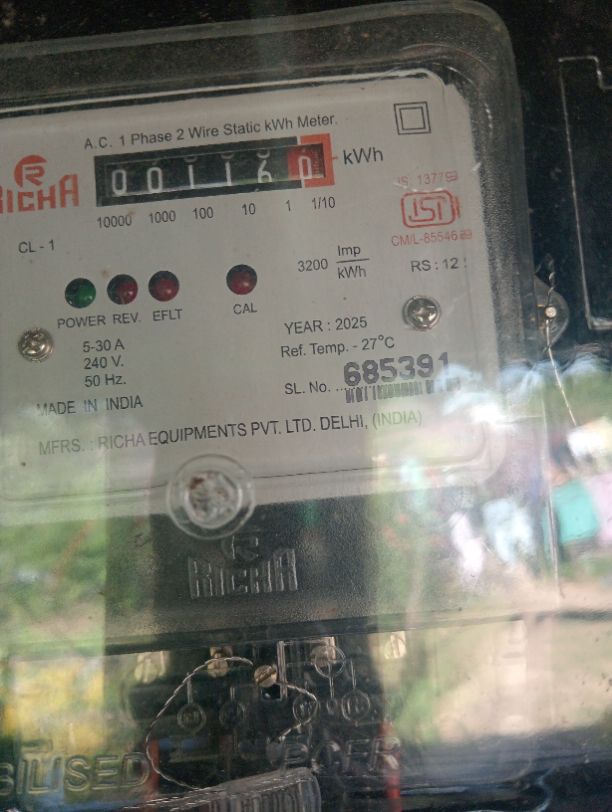 A.C. 1 Phase 2 Wire Static kWh Meter.
RICHA
001160 kWh
10000 1000 100 10 1 1/10
CL - 1
3200 Imp/kWh
RS : 12
POWER REV. EFLT CAL
5-30 A
240 V.
50 Hz.
YEAR : 2025
Ref. Temp. - 27°C
SL. No. ... 685391
MADE IN INDIA
MFRS. : RICHA EQUIPMENTS PVT. LTD. DELHI, (INDIA)
RICHA